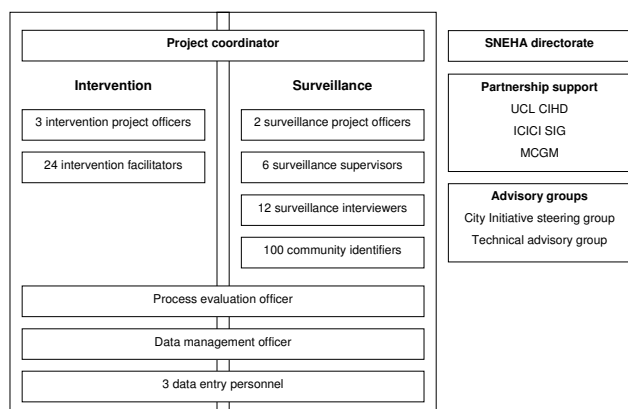 Project coordinator
Intervention
3 intervention project officers
24 intervention facilitators
Surveillance
2 surveillance project officers
6 surveillance supervisors
12 surveillance interviewers
100 community identifiers
Process evaluation officer
Data management officer
3 data entry personnel
SNEHA directorate
Partnership support
UCL CIHD
ICICI SIG
MCGM
Advisory groups
City Initiative steering group
Technical advisory group